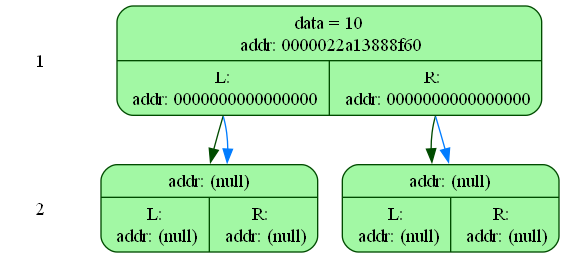 1
data = 10
addr: 0000022a13888f60
L:
addr: 0000000000000000
R:
addr: 0000000000000000
2
addr: (null)
L:
addr: (null)
R:
addr: (null)
addr: (null)
L:
addr: (null)
R:
addr: (null)